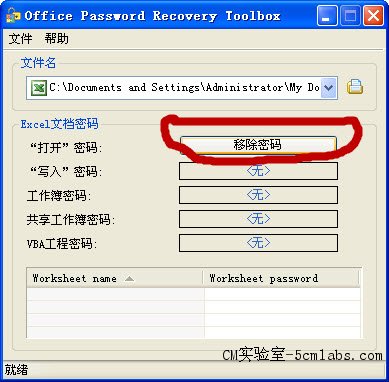 Office Password Recovery Toolbox
文件 帮助
文件名
C:\Documents and Settings\Administrator\My Do
Excel文档密码
“打开”密码: 移除密码
“写入”密码: <无>
工作簿密码: <无>
共享工作簿密码: <无>
VBA工程密码: <无>
Worksheet name Worksheet password
CM实验室-5cmlabs.com
就绪